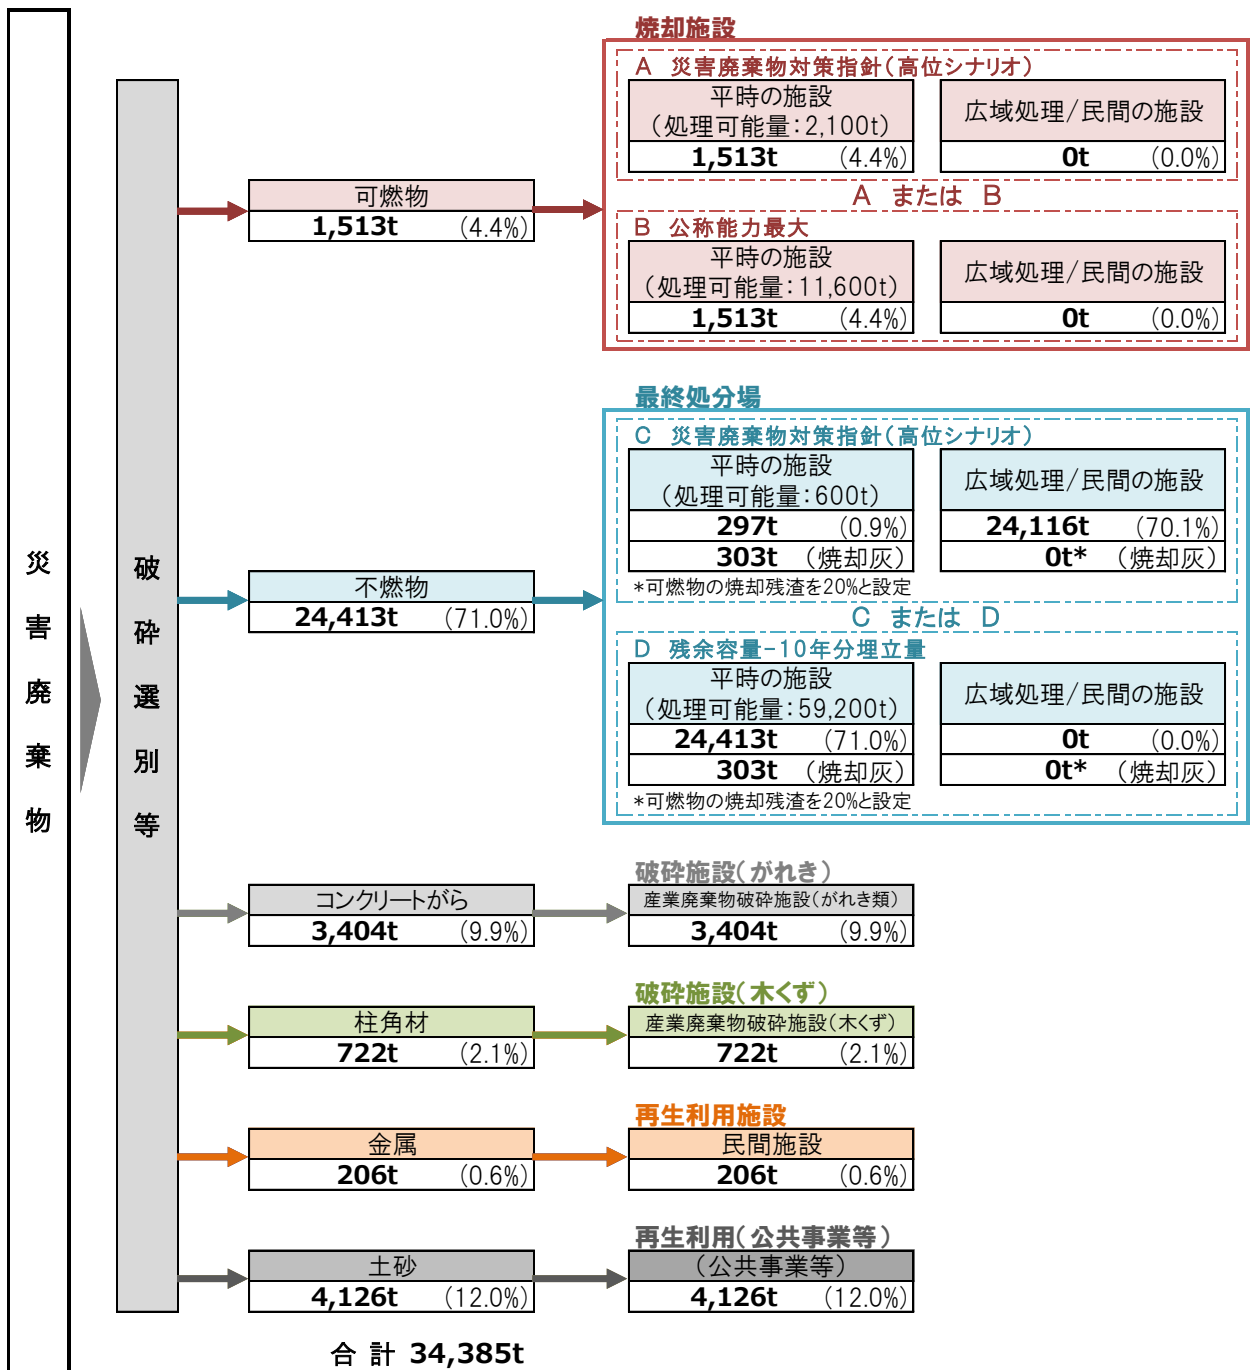 災害廃棄物
破砕選別等
焼却施設
A 災害廃棄物対策指針(高位シナリオ)
平時の施設
(処理可能量:2,100t)
1,513t (4.4%)
広域処理/民間の施設
0t (0.0%)
A または B
B 公称能力最大
平時の施設
(処理可能量:11,600t)
1,513t (4.4%)
広域処理/民間の施設
0t (0.0%)
可燃物
1,513t (4.4%)
最終処分場
C 災害廃棄物対策指針(高位シナリオ)
平時の施設
(処理可能量:600t)
297t (0.9%)
303t (焼却灰)
広域処理/民間の施設
24,116t (70.1%)
0t* (焼却灰)
*可燃物の焼却残渣を20%と設定
C または D
D 残余容量-10年分埋立量
平時の施設
(処理可能量:59,200t)
24,413t (71.0%)
303t (焼却灰)
広域処理/民間の施設
0t (0.0%)
0t* (焼却灰)
*可燃物の焼却残渣を20%と設定
不燃物
24,413t (71.0%)
破砕施設(がれき)
コンクリートがら
3,404t (9.9%)
産業廃棄物破砕施設(がれき類)
3,404t (9.9%)
破砕施設(木くず)
柱角材
722t (2.1%)
産業廃棄物破砕施設(木くず)
722t (2.1%)
再生利用施設
金属
206t (0.6%)
民間施設
206t (0.6%)
再生利用(公共事業等)
土砂
4,126t (12.0%)
(公共事業等)
4,126t (12.0%)
合計 34,385t